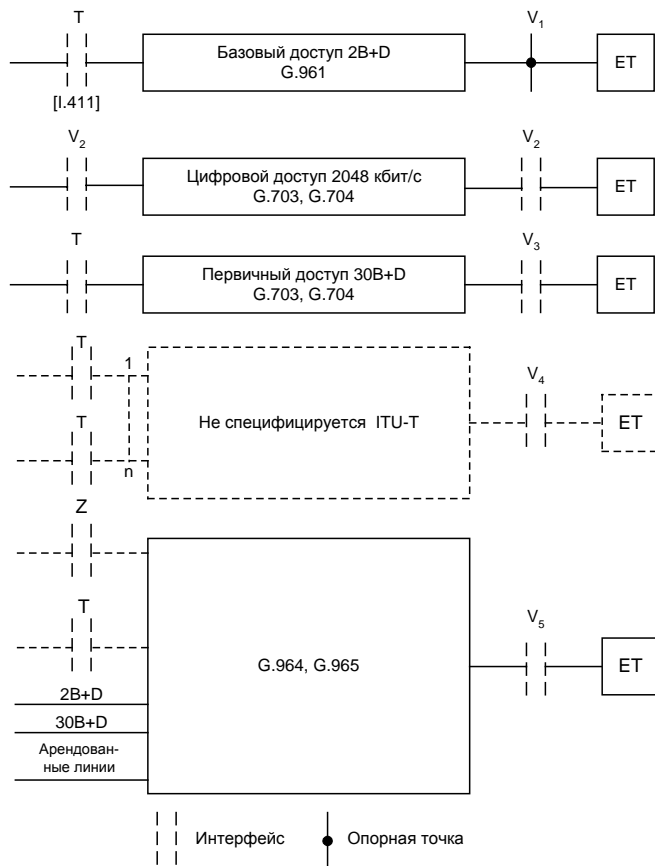 T
V1
Базовый доступ 2B+D
G.961
ET
[I.411]
V2
V2
Цифровой доступ 2048 кбит/с
G.703, G.704
ET
T
V3
Первичный доступ 30B+D
G.703, G.704
ET
T
1
V4
Не специфицируется ITU-T
ET
T
n
Z
T
V5
G.964, G.965
ET
2B+D
30B+D
Арендован-
ные линии
Интерфейс
Опорная точка